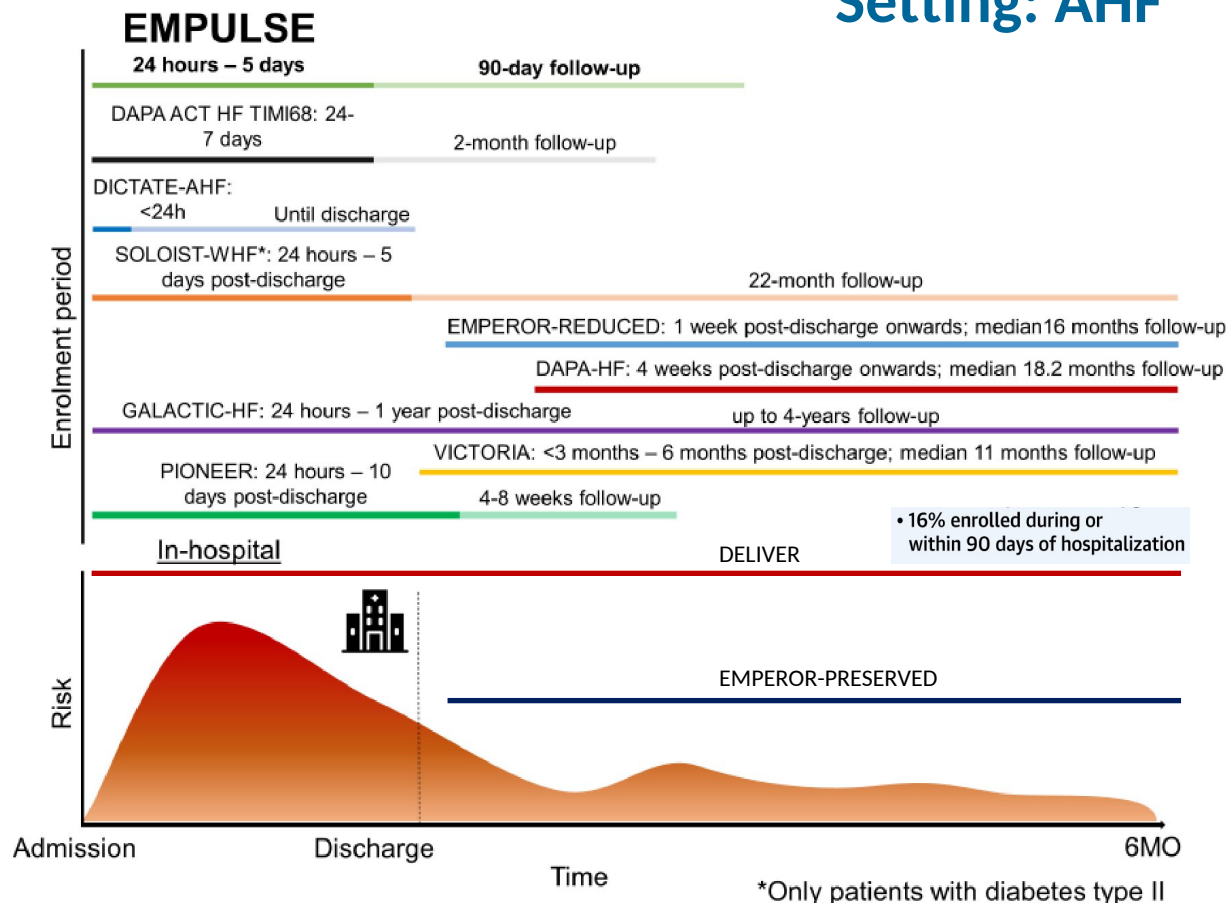 Setting: AHF
EMPULSE
24 hours – 5 days
90-day follow-up
DAPA ACT HF TIMI68: 24-
7 days
2-month follow-up
DICTATE-AHF:
<24h
Until discharge
SOLOIST-WHF*: 24 hours – 5
days post-discharge
22-month follow-up
EMPEROR-REDUCED: 1 week post-discharge onwards; median16 months follow-up
DAPA-HF: 4 weeks post-discharge onwards; median 18.2 months follow-up
GALACTIC-HF: 24 hours – 1 year post-discharge
up to 4-years follow-up
VICTORIA: <3 months – 6 months post-discharge; median 11 months follow-up
PIONEER: 24 hours – 10
days post-discharge
4-8 weeks follow-up
Enrolment period
• 16% enrolled during or
within 90 days of hospitalization
In-hospital
DELIVER
EMPEROR-PRESERVED
Risk
Admission
Discharge
6MO
Time
*Only patients with diabetes type II